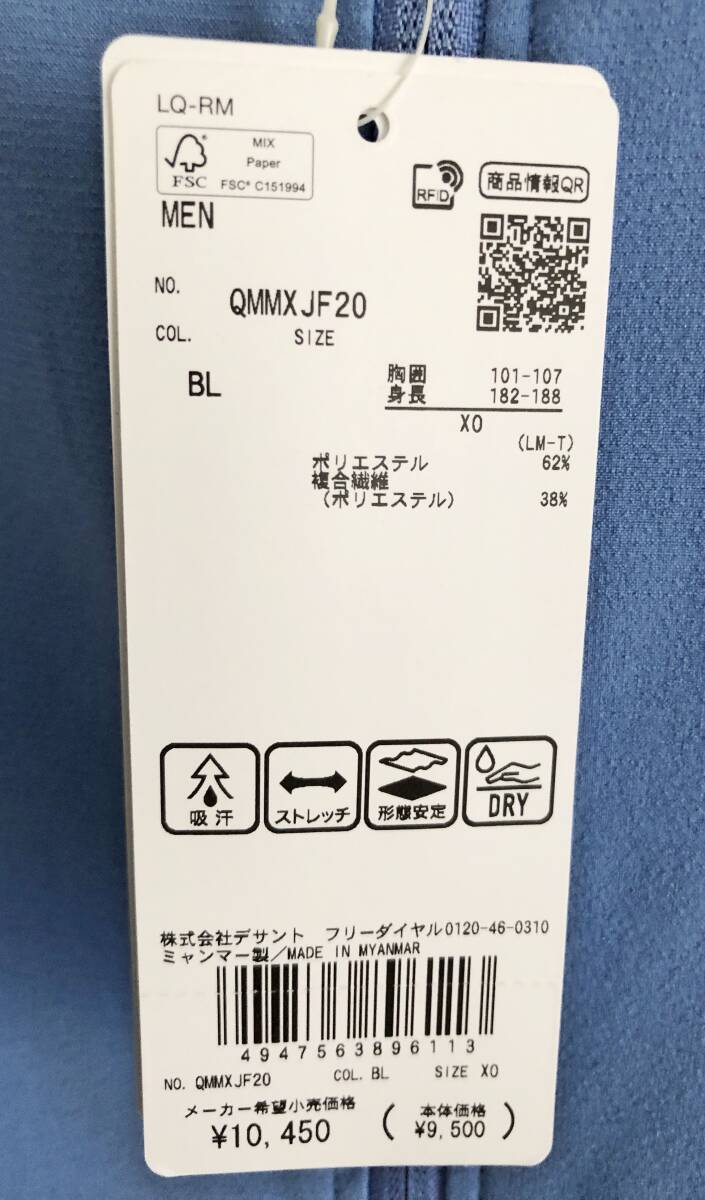 LQ-RM
FSC®
MIX
Paper
FSC® C151994
RFID
商品情報QR
MEN
NO. QMMXJF20
COL. SIZE
BL
胸囲 101-107
身長 182-188
XO
(LM-T)
ポリエステル 62%
複合繊維
(ポリエステル) 38%
吸汗
ストレッチ
形態安定
DRY
株式会社デサント フリーダイヤル0120-46-0310
ミャンマー製/MADE IN MYANMAR
4947563896113
NO. QMMXJF20 COL. BL SIZE XO
メーカー希望小売価格 本体価格
¥10,450 ( ¥9,500 )